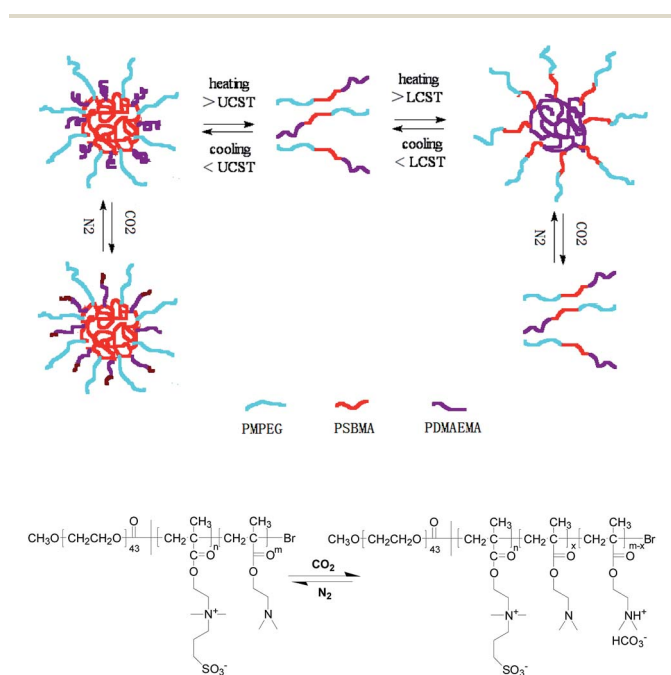 heating
>UCST
cooling
< UCST
heating
>LCST
cooling
< LCST
N2
CO2
N2
CO2
PMPEG
PSBMA
PDMAEMA
CH₃O
CH₂CH₂O
43
O
CH₂
CH₃
n
O
O
N⁺
SO₃⁻
CH₂
CH₃
m
Br
O
O
N
CO₂
N₂
CH₃O
CH₂CH₂O
43
O
CH₂
CH₃
n
O
O
N⁺
SO₃⁻
CH₂
CH₃
x
O
O
N
CH₂
CH₃
m-x
Br
O
O
NH⁺
HCO₃⁻